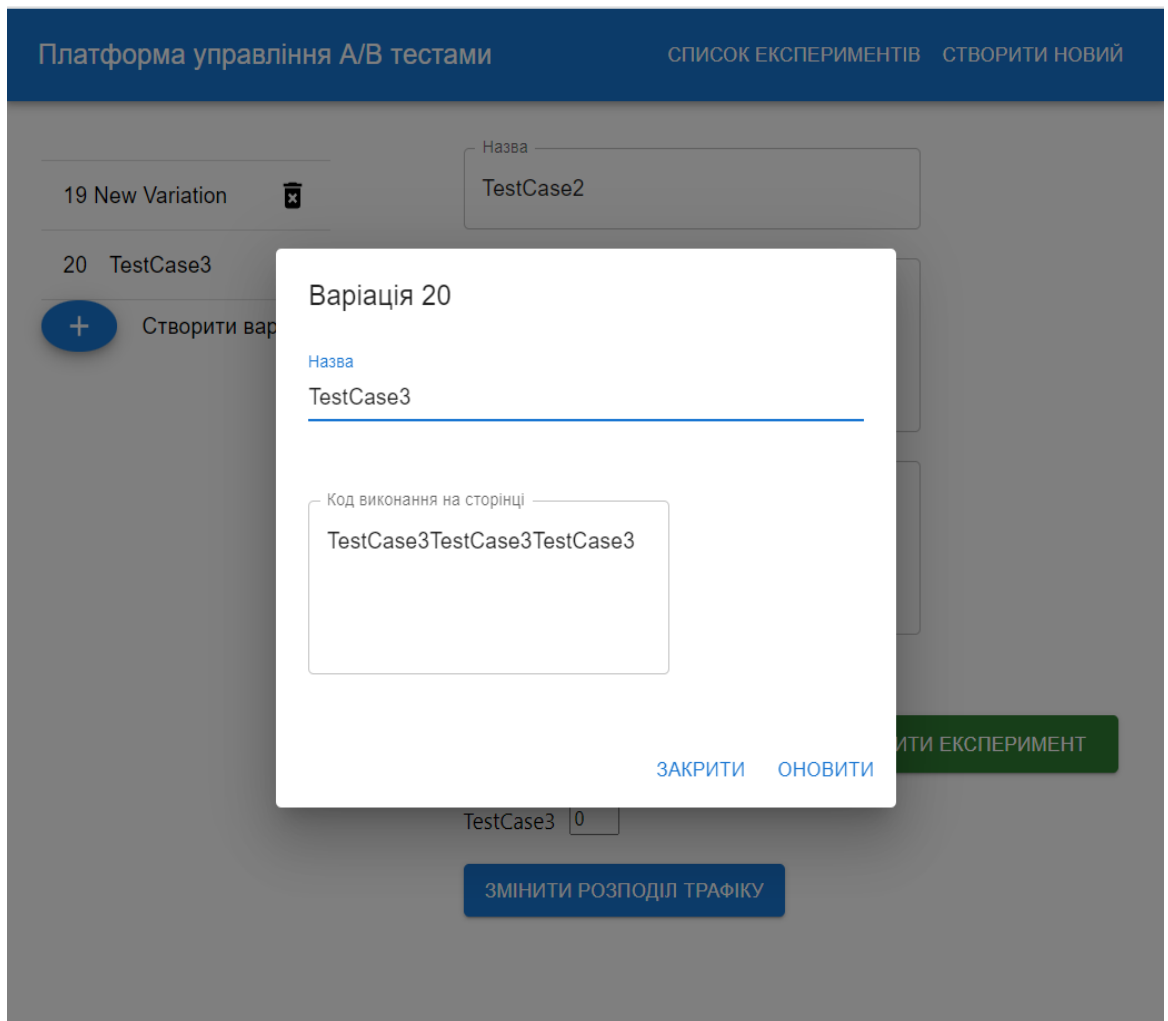 Платформа управління А/В тестами
СПИСОК ЕКСПЕРИМЕНТІВ СТВОРИТИ НОВИЙ
19 New Variation
20 TestCase3
+ Створити вар
Назва
TestCase2
Варіація 20
Назва
TestCase3
Код виконання на сторінці
TestCase3TestCase3TestCase3
ЗАКРИТИ ОНОВИТИ
ИТИ ЕКСПЕРИМЕНТ
TestCase3 0
ЗМІНИТИ РОЗПОДІЛ ТРАФІКУ